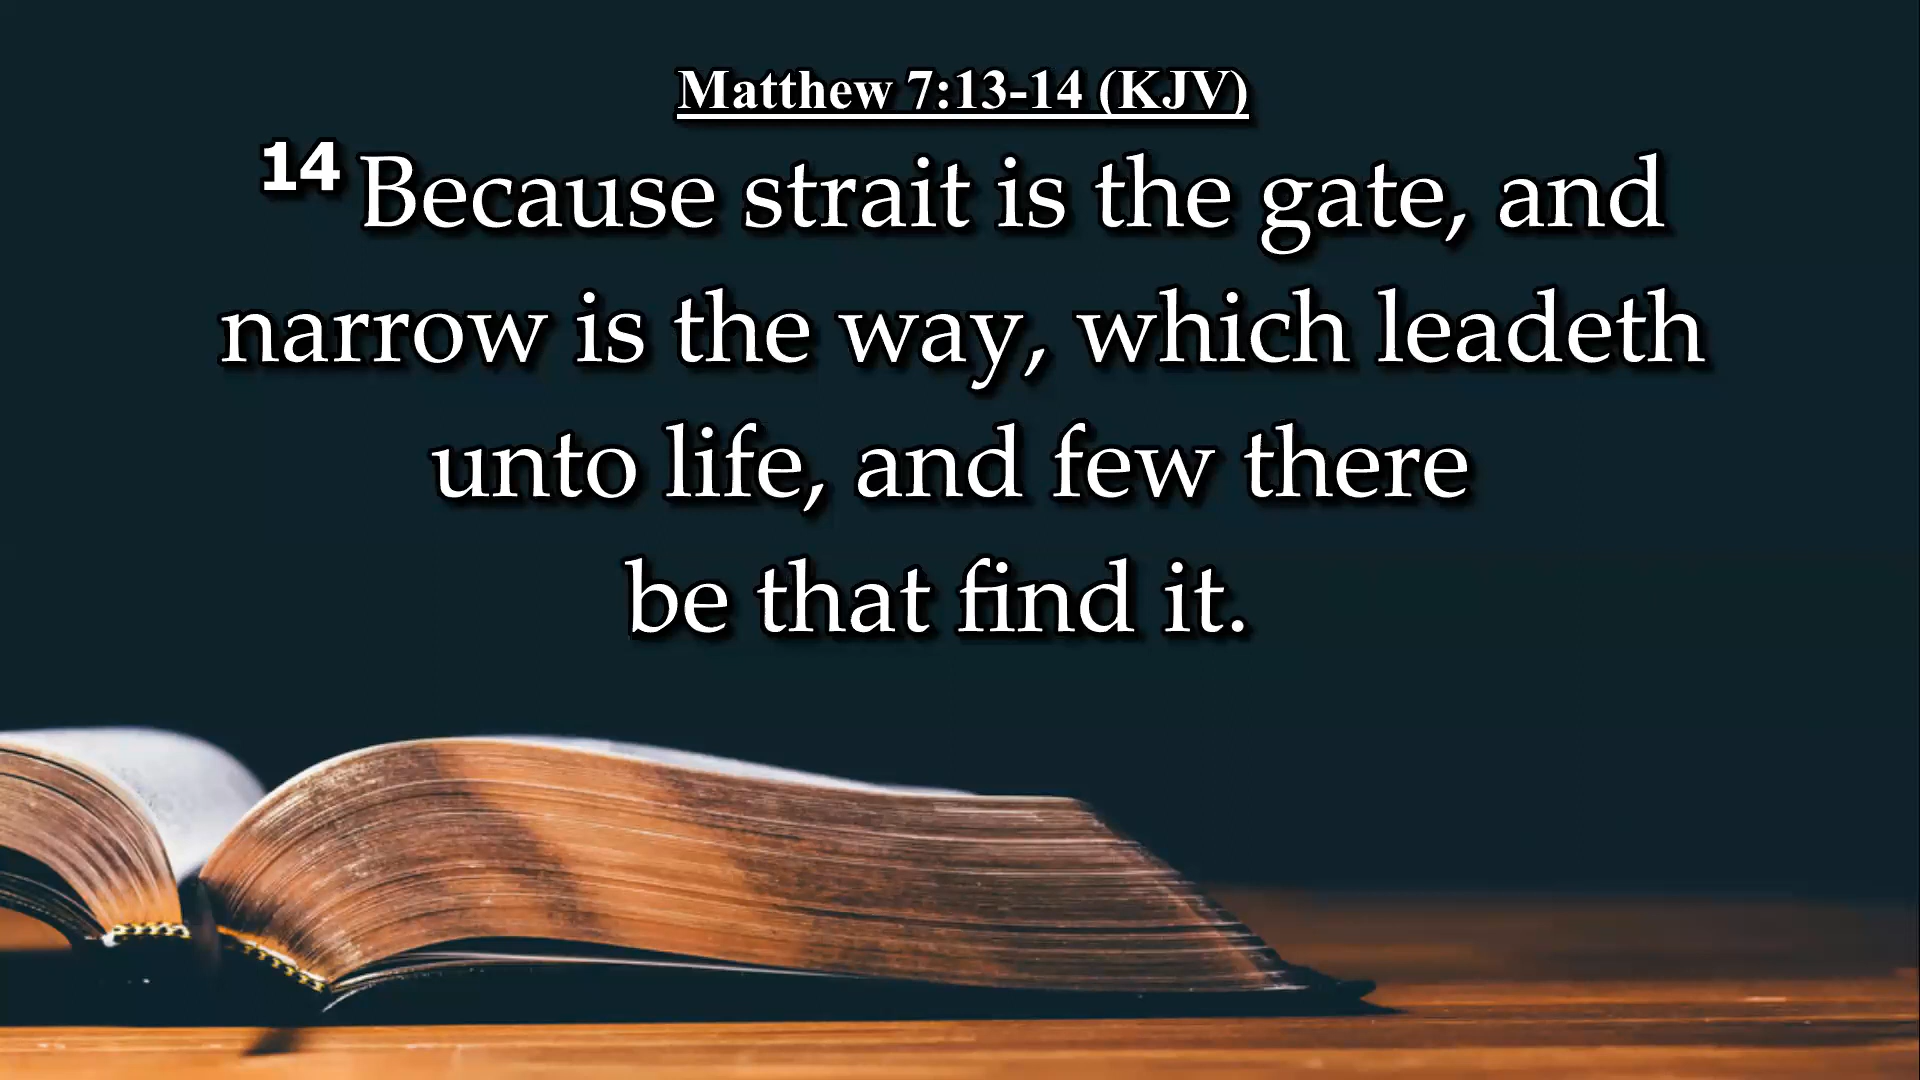 Matthew 7:13-14 (KJV)
14 Because strait is the gate, and
narrow is the way, which leadeth
unto life, and few there
be that find it.